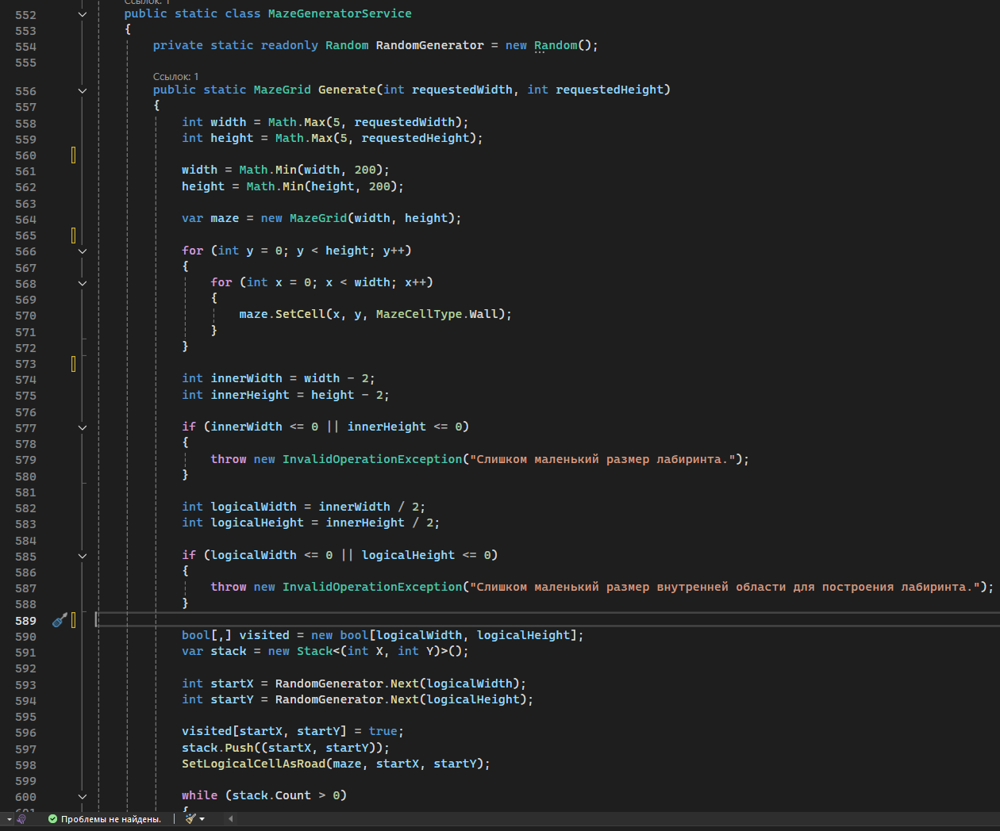 Ссылок: 1
552 public static class MazeGeneratorService
553 {
554 private static readonly Random RandomGenerator = new Random();
555
Ссылок: 1
556 public static MazeGrid Generate(int requestedWidth, int requestedHeight)
557 {
558 int width = Math.Max(5, requestedWidth);
559 int height = Math.Max(5, requestedHeight);
560
561 width = Math.Min(width, 200);
562 height = Math.Min(height, 200);
563
564 var maze = new MazeGrid(width, height);
565
566 for (int y = 0; y < height; y++)
567 {
568 for (int x = 0; x < width; x++)
569 {
570 maze.SetCell(x, y, MazeCellType.Wall);
571 }
572 }
573
574 int innerWidth = width - 2;
575 int innerHeight = height - 2;
576
577 if (innerWidth <= 0 || innerHeight <= 0)
578 {
579 throw new InvalidOperationException("Слишком маленький размер лабиринта.");
580 }
581
582 int logicalWidth = innerWidth / 2;
583 int logicalHeight = innerHeight / 2;
584
585 if (logicalWidth <= 0 || logicalHeight <= 0)
586 {
587 throw new InvalidOperationException("Слишком маленький размер внутренней области для построения лабиринта.");
588 }
589
590 bool[,] visited = new bool[logicalWidth, logicalHeight];
591 var stack = new Stack<(int X, int Y)>();
592
593 int startX = RandomGenerator.Next(logicalWidth);
594 int startY = RandomGenerator.Next(logicalHeight);
595
596 visited[startX, startY] = true;
597 stack.Push((startX, startY));
598 SetLogicalCellAsRoad(maze, startX, startY);
599
600 while (stack.Count > 0)
601 {
Проблемы не найдены.